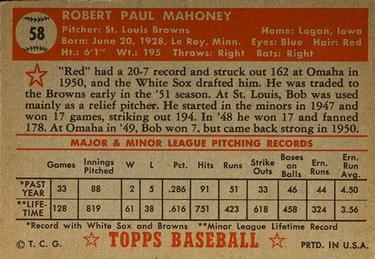 58
ROBERT PAUL MAHONEY
Pitcher: St. Louis Browns Home: Logan, Iowa
Born: June 20, 1928, Le Roy, Minn. Eyes: Blue Hair: Red
Ht: 6'1" Wt: 195 Throws: Right Bats: Right
"Red" had a 20-7 record and struck out 162 at Omaha in
1950, and the White Sox drafted him. He was traded to the
Browns early in the '51 season. At St. Louis, Bob was used
mainly as a relief pitcher. He started in the minors in 1947 and
won 17 games, striking out 194. In '48 he won 17 and fanned
178. At Omaha in '49, Bob won 7. but came back strong in 1950.
MAJOR & MINOR LEAGUE PITCHING RECORDS
Games Innings Pitched W L Pct. Hits Runs Strike Outs Bases on Balls Ern. Runs Ern. Av.
*PAST YEAR 33 88 2 5 .286 91 51 33 46 44 4.50
**LIFE-TIME 128 819 61 38 .616 725 423 618 458 324 3.56
*Record with White Sox and Browns **Minor League Lifetime Record
© T. C. G. TOPPS BASEBALL PRTD. IN U.S.A.